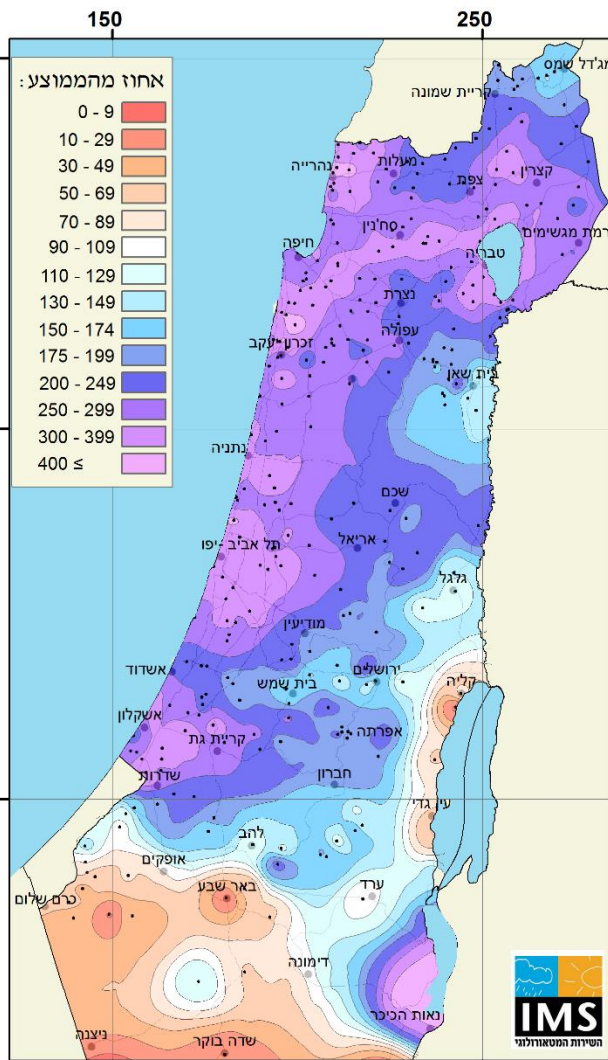 150
250
אחוז מהממוצע:
0 - 9
10 - 29
30 - 49
50 - 69
70 - 89
90 - 109
110 - 129
130 - 149
150 - 174
175 - 199
200 - 249
250 - 299
300 - 399
400 ≤
מג'דל שמס
קריית שמונה
מעלות
נהרייה
קצרין
צפת
סח'נין
רמת מגשימים
חיפה
טבריה
נצרת
עפולה
זכרון יעקב
בית שאן
נתניה
שכם
תל אביב - יפו
אריאל
גלגל
מודיעין
ירושלים
אשדוד
קליה
בית שמש
אשקלון
אפרתה
קריית גת
שדרות
חברון
עין גדי
להב
אופקים
באר שבע
ערד
כרם שלום
דימונה
נאות הכיכר
ניצנה
שדה בוקר
IMS
השירות המטאורולוגי